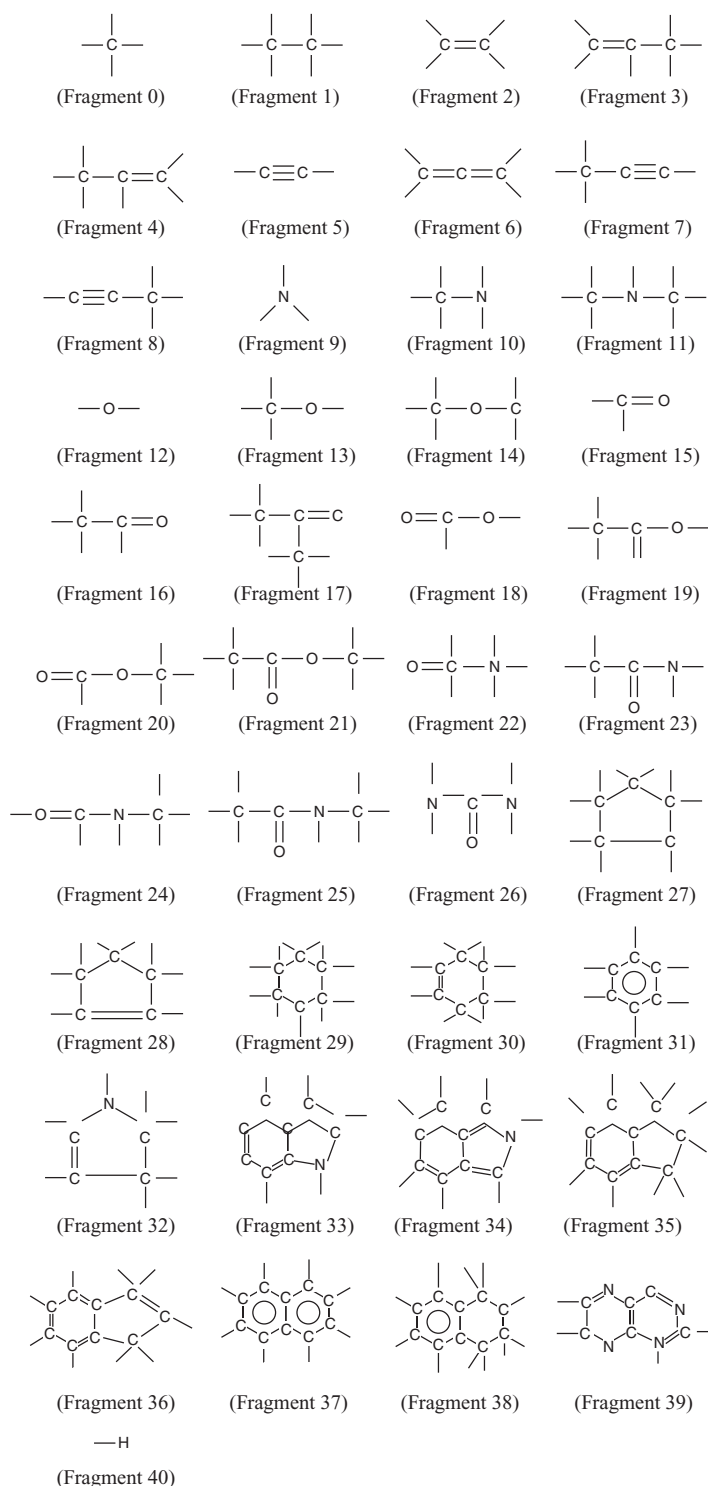 C
C C
C C
C C C
(Fragment 0) (Fragment 1) (Fragment 2) (Fragment 3)
C C C
C C
C C C
C C C
(Fragment 4) (Fragment 5) (Fragment 6) (Fragment 7)
C C C
N
C N
C N C
(Fragment 8) (Fragment 9) (Fragment 10) (Fragment 11)
O
C O
C O C
C O
(Fragment 12) (Fragment 13) (Fragment 14) (Fragment 15)
C C O
C C C
C
O C O
C C O
(Fragment 16) (Fragment 17) (Fragment 18) (Fragment 19)
O C O C
C C O C
O
O C N
C C N
O
(Fragment 20) (Fragment 21) (Fragment 22) (Fragment 23)
O C N C
C C N C
O
N C N
O
C
C C
C C
(Fragment 24) (Fragment 25) (Fragment 26) (Fragment 27)
C
C C
C C
C
C C
C C
C
C
C C
C C
C
C
C C
C C
C
(Fragment 28) (Fragment 29) (Fragment 30) (Fragment 31)
N
C C
C C
C C
C C C
C C N
C C
C C N
C C C
C C
C C C
C C C
(Fragment 32) (Fragment 33) (Fragment 34) (Fragment 35)
C C
C C C
C C
C C
C C
C C C
C C C
C C
C C
C C C
C C C
C C
N C
C C N
C C C
N N
(Fragment 36) (Fragment 37) (Fragment 38) (Fragment 39)
H
(Fragment 40)